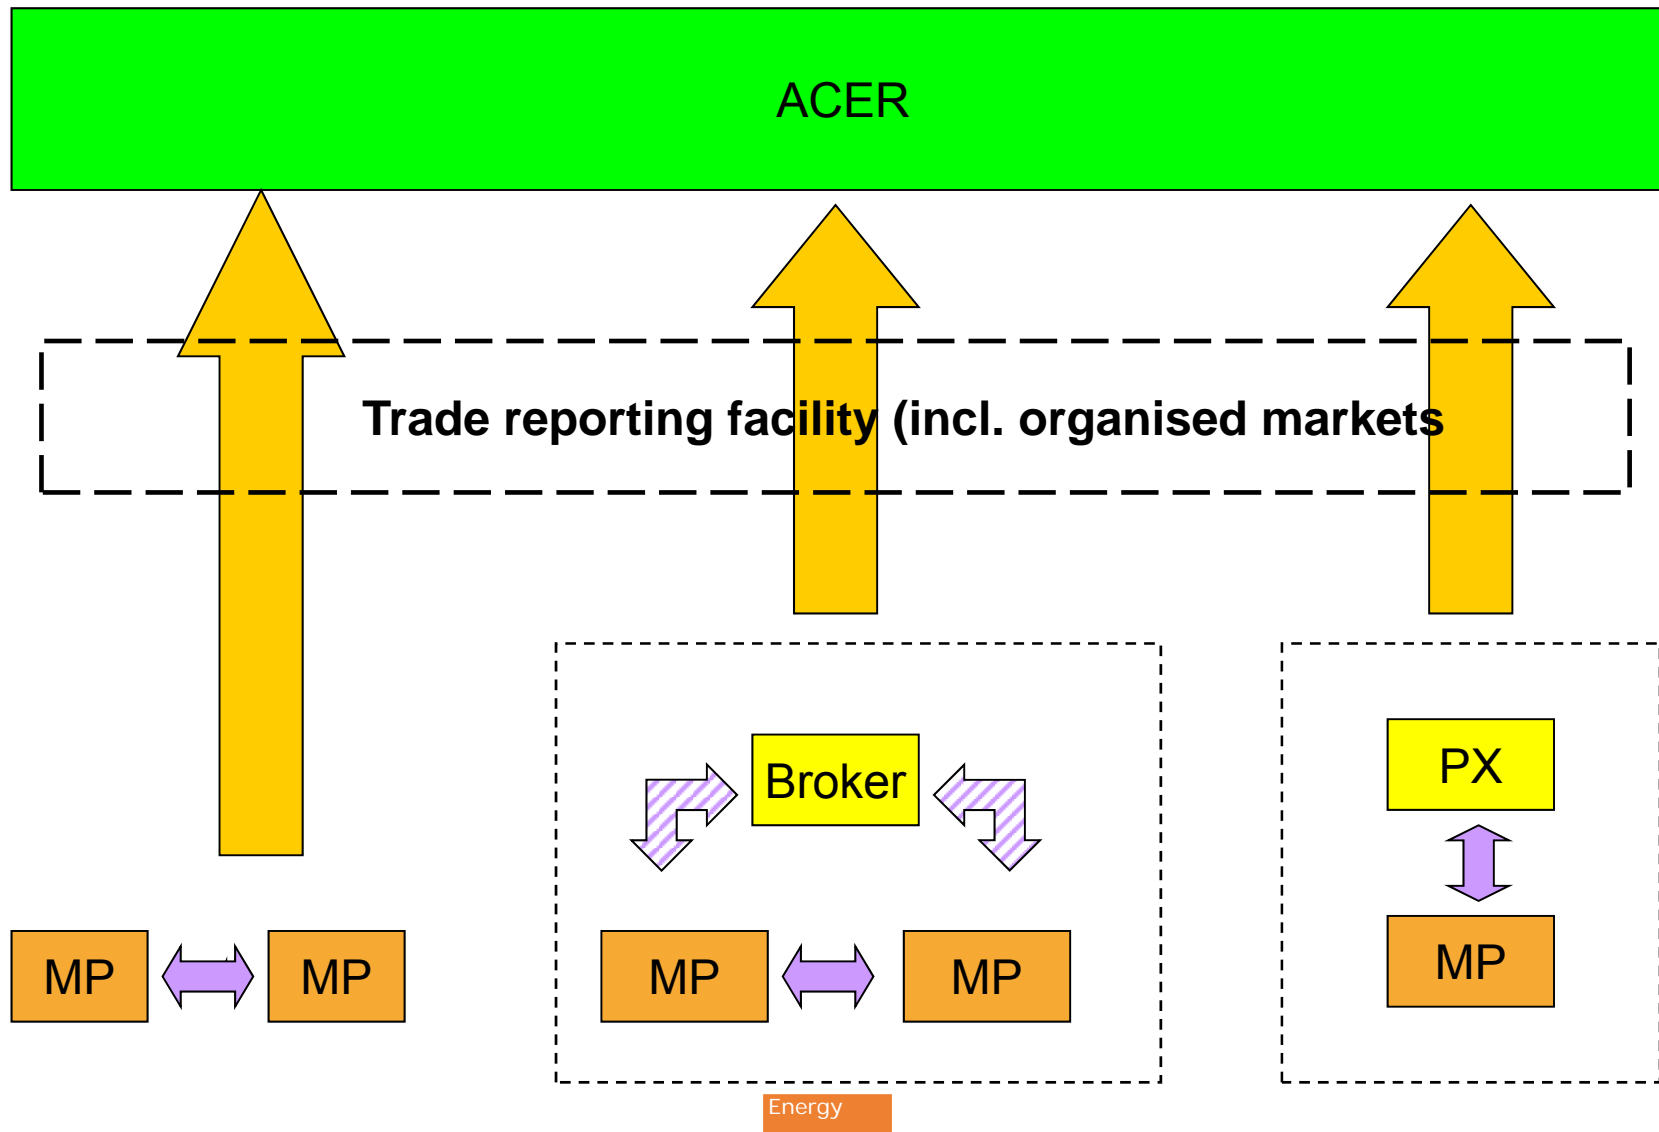 ACER
Trade reporting facility (incl. organised markets
Broker
PX
MP
MP
MP
MP
MP
Energy